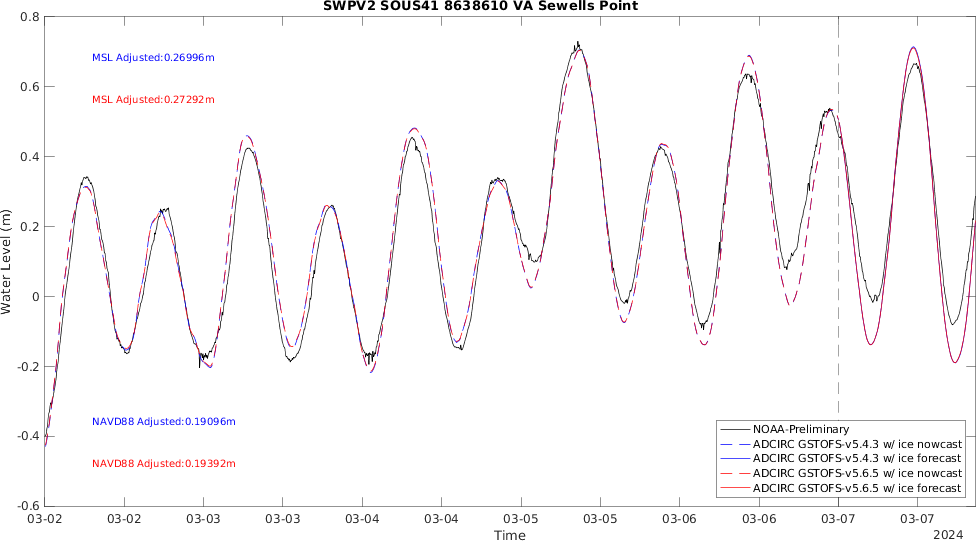 SWPV2 SOUS41 8638610 VA Sewells Point
0.8
0.6
0.4
0.2
0
-0.2
-0.4
-0.6
Water Level (m)
MSL Adjusted:0.26996m
MSL Adjusted:0.27292m
NAVD88 Adjusted:0.19096m
NAVD88 Adjusted:0.19392m
NOAA-Preliminary
ADCIRC GSTOFS-v5.4.3 w/ ice nowcast
ADCIRC GSTOFS-v5.4.3 w/ ice forecast
ADCIRC GSTOFS-v5.6.5 w/ ice nowcast
ADCIRC GSTOFS-v5.6.5 w/ ice forecast
03-02 03-02 03-03 03-03 03-04 03-04 03-05 03-05 03-06 03-06 03-07 03-07
Time
2024